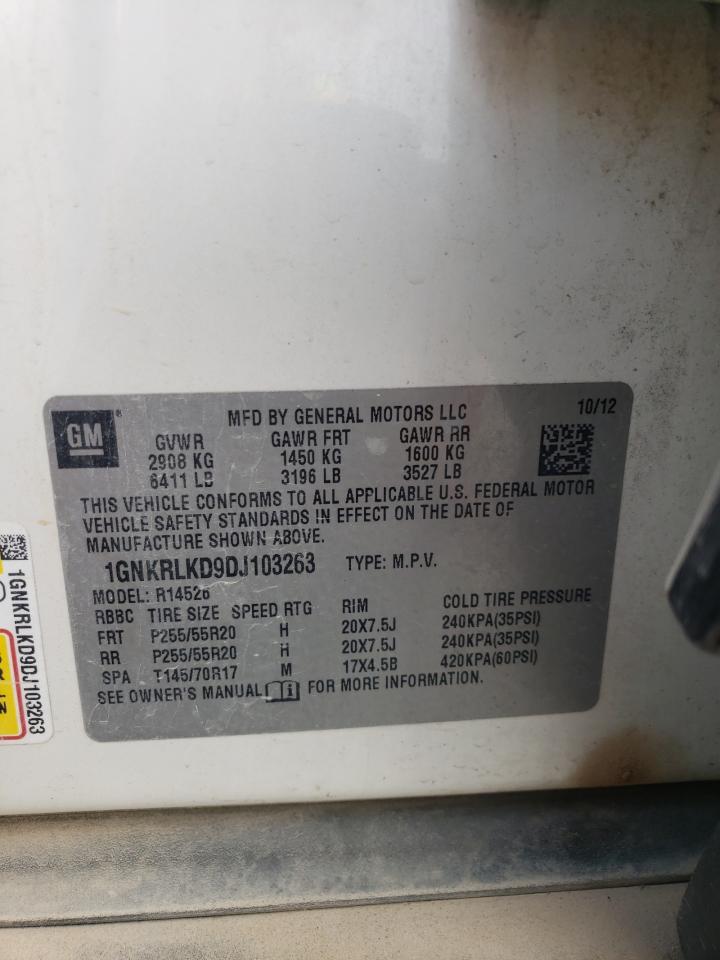 GM
MFD BY GENERAL MOTORS LLC 10/12
GVWR GAWR FRT GAWR RR
2908 KG 1450 KG 1600 KG
6411 LB 3196 LB 3527 LB
THIS VEHICLE CONFORMS TO ALL APPLICABLE U.S. FEDERAL MOTOR
VEHICLE SAFETY STANDARDS IN EFFECT ON THE DATE OF
MANUFACTURE SHOWN ABOVE.
1GNKRLKD9DJ103263 TYPE: M.P.V.
MODEL: R14526
RBBC TIRE SIZE SPEED RTG RIM COLD TIRE PRESSURE
FRT P255/55R20 H 20X7.5J 240KPA(35PSI)
RR P255/55R20 H 20X7.5J 240KPA(35PSI)
SPA T145/70R17 M 17X4.5B 420KPA(60PSI)
SEE OWNER'S MANUAL FOR MORE INFORMATION.
1GNKRLKD9DJ103263